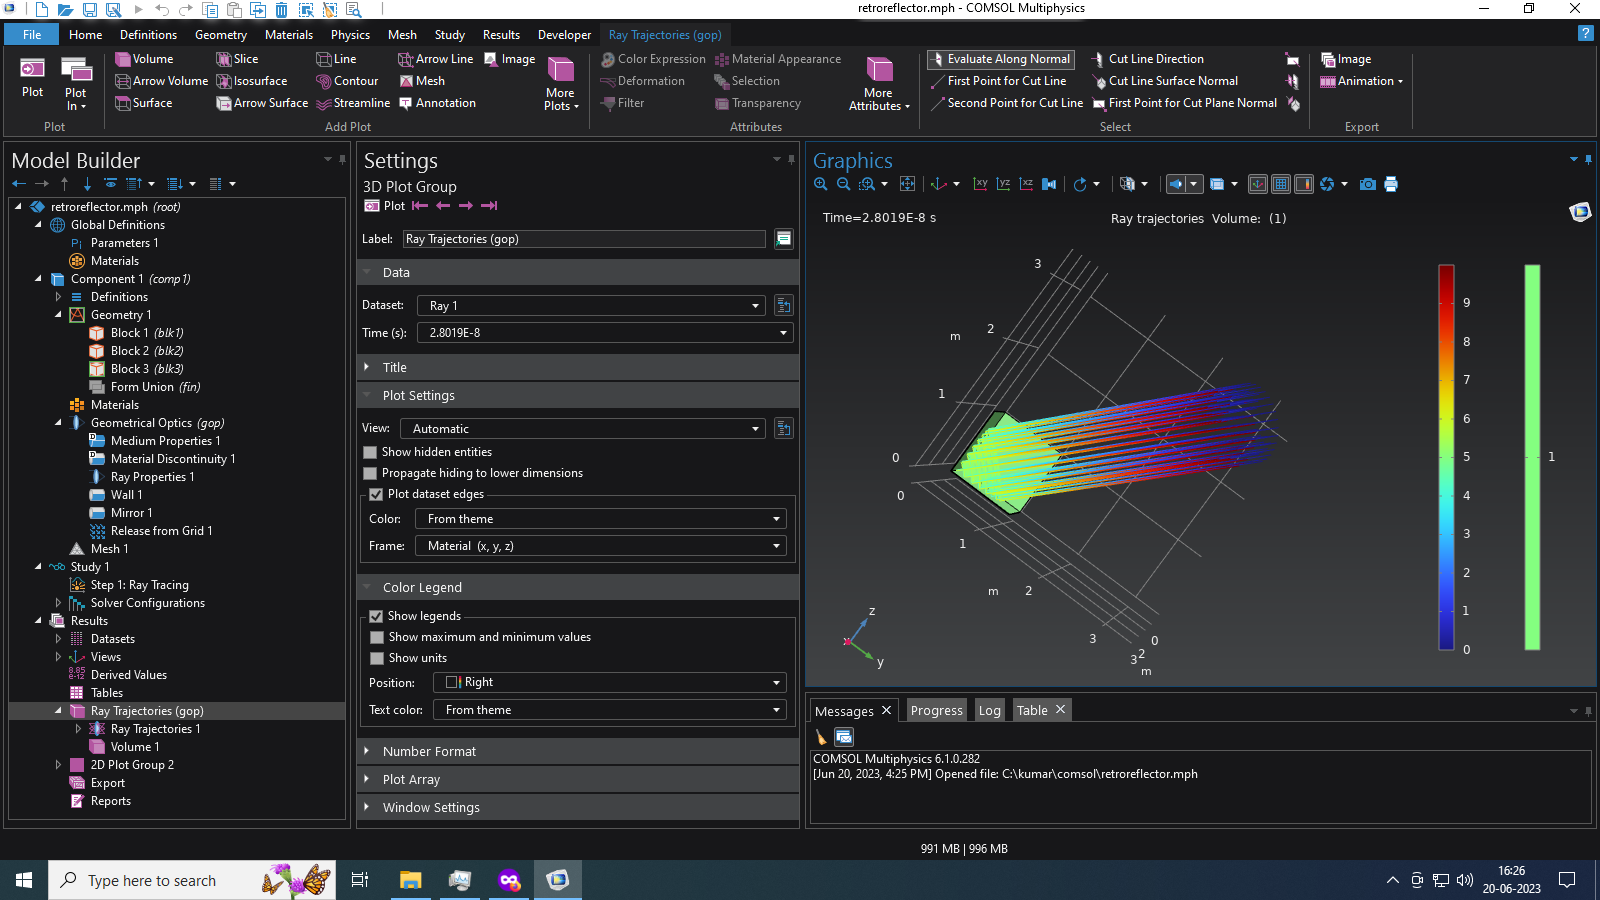 retroreflector.mph - COMSOL Multiphysics
File Home Definitions Geometry Materials Physics Mesh Study Results Developer Ray Trajectories (gop) ?
Plot
Plot In
Plot
Volume Slice Line Arrow Line Image
Arrow Volume Isosurface Contour Mesh
Surface Arrow Surface Streamline Annotation
More Plots
Add Plot
Color Expression Material Appearance
Deformation Selection
Filter Transparency
More Attributes
Attributes
Evaluate Along Normal Cut Line Direction
First Point for Cut Line Cut Line Surface Normal
Second Point for Cut Line First Point for Cut Plane Normal
Select
Image
Animation
Export
Model Builder
retroreflector.mph (root)
Global Definitions
Parameters 1
Materials
Component 1 (comp1)
Definitions
Geometry 1
Block 1 (blk1)
Block 2 (blk2)
Block 3 (blk3)
Form Union (fin)
Materials
Geometrical Optics (gop)
Medium Properties 1
Material Discontinuity 1
Ray Properties 1
Wall 1
Mirror 1
Release from Grid 1
Mesh 1
Study 1
Step 1: Ray Tracing
Solver Configurations
Results
Datasets
Views
Derived Values
Tables
Ray Trajectories (gop)
Ray Trajectories 1
Volume 1
2D Plot Group 2
Export
Reports
Settings
3D Plot Group
Plot
Label: Ray Trajectories (gop)
Data
Dataset: Ray 1
Time (s): 2.8019E-8
Title
Plot Settings
View: Automatic
Show hidden entities
Propagate hiding to lower dimensions
Plot dataset edges
Color: From theme
Frame: Material (x, y, z)
Color Legend
Show legends
Show maximum and minimum values
Show units
Position: Right
Text color: From theme
Number Format
Plot Array
Window Settings
Graphics
xy yz xz
Time=2.8019E-8 s Ray trajectories Volume: (1)
3
2
m
1
0
0
1
m
2
3
3
2
0
m
z
x
y
9
8
7
6
5
4
3
2
1
0
1
Messages Progress Log Table
COMSOL Multiphysics 6.1.0.282
[Jun 20, 2023, 4:25 PM] Opened file: C:\kumar\comsol\retroreflector.mph
991 MB | 996 MB
Type here to search
16:26
20-06-2023